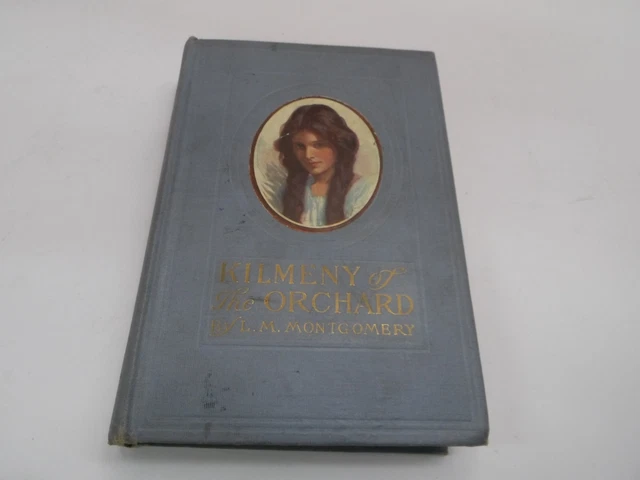 KILMENY of
the ORCHARD
by L. M. MONTGOMERY